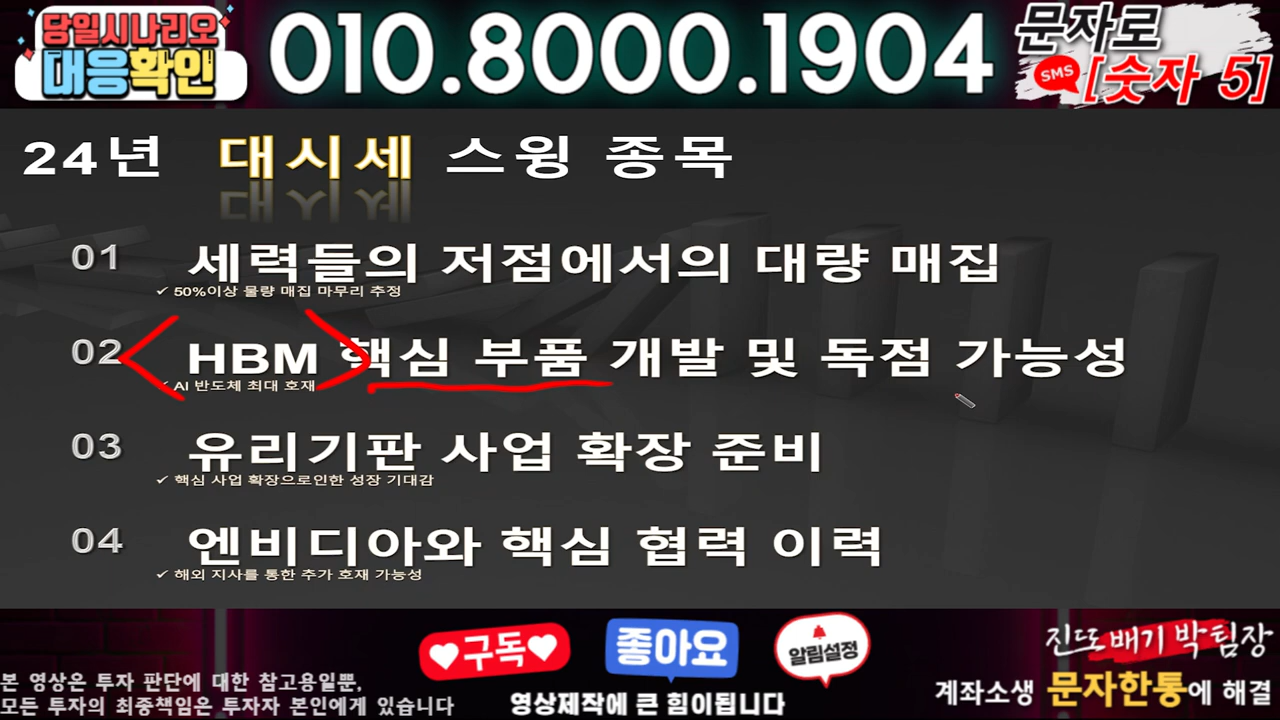 당일시나리오
대응확인
010.8000.1904
문자로
SMS
[숫자 5]
24년 대시세 스윙 종목
01 세력들의 저점에서의 대량 매집
✓ 50%이상 물량 매집 마무리 추정
02 HBM 핵심 부품 개발 및 독점 가능성
✓ AI 반도체 최대 호재
03 유리기판 사업 확장 준비
✓ 핵심 사업 확장으로인한 성장 기대감
04 엔비디아와 핵심 협력 이력
✓ 해외 지사를 통한 추가 호재 가능성
구독
좋아요
알림설정
영상제작에 큰 힘이됩니다
본 영상은 투자 판단에 대한 참고용일뿐,
모든 투자의 최종책임은 투자자 본인에게 있습니다
진또배기 박팀장
계좌소생 문자한통에 해결